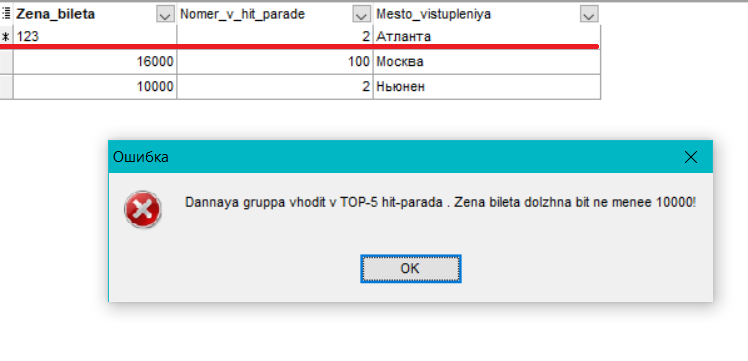 Zena_bileta Nomer_v_hit_parade Mesto_vistupleniya
* 123 2 Атланта
16000 100 Москва
10000 2 Ньюнен
Ошибка
Dannaya gruppa vhodit v TOP-5 hit-parada . Zena bileta dolzhna bit ne menee 10000!
OK